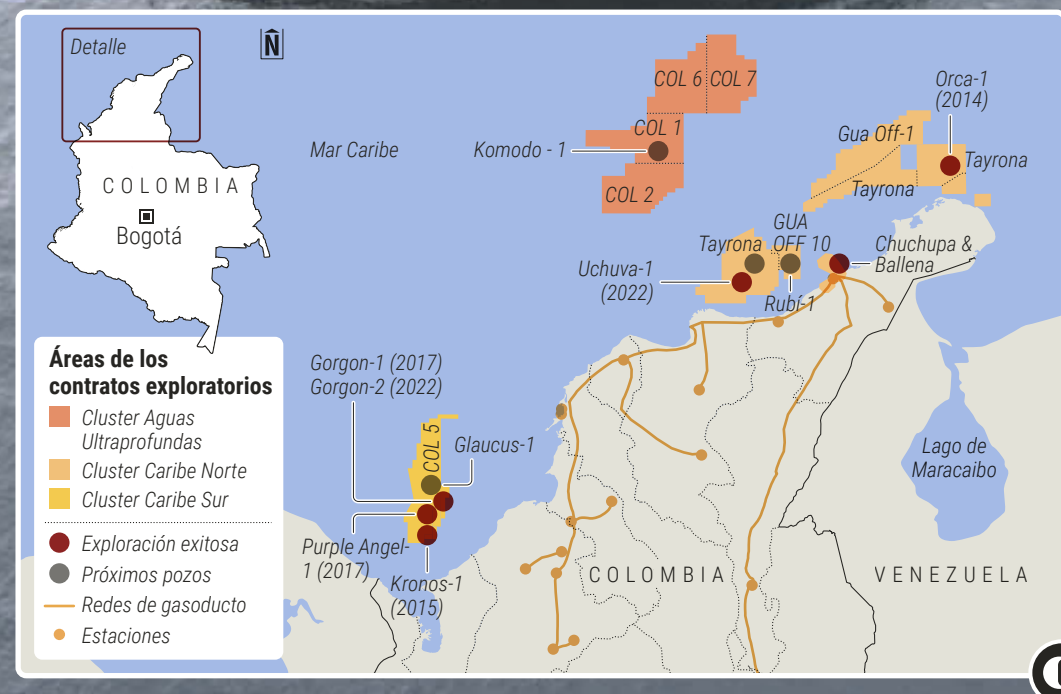 Detalle
N
COLOMBIA
Bogotá
Mar Caribe
COL 6
COL 7
COL 1
Komodo - 1
COL 2
Orca-1
(2014)
Gua Off-1
Tayrona
Tayrona
GUA
OFF 10
Tayrona
Chuchupa &
Ballena
Uchuva-1
(2022)
Rubí-1
Áreas de los
contratos exploratorios
Cluster Aguas
Ultraprofundas
Cluster Caribe Norte
Cluster Caribe Sur
Exploración exitosa
Próximos pozos
Redes de gasoducto
Estaciones
Gorgon-1 (2017)
Gorgon-2 (2022)
COL 5
Glaucus-1
Purple Angel-
1 (2017)
Kronos-1
(2015)
Lago de
Maracaibo
COLOMBIA
VENEZUELA